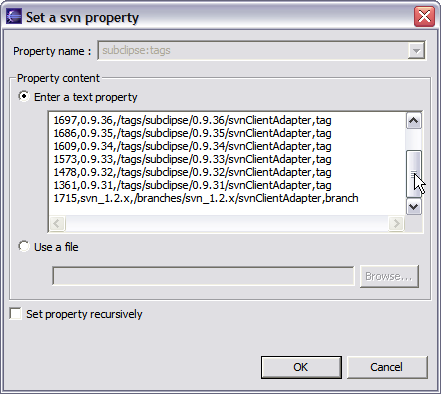 Set a svn property
Property name :
subclipse:tags
Property content
Enter a text property
1697,0.9.36,/tags/subclipse/0.9.36/svnClientAdapter,tag
1686,0.9.35,/tags/subclipse/0.9.35/svnClientAdapter,tag
1609,0.9.34,/tags/subclipse/0.9.34/svnClientAdapter,tag
1573,0.9.33,/tags/subclipse/0.9.33/svnClientAdapter,tag
1478,0.9.32,/tags/subclipse/0.9.32/svnClientAdapter,tag
1361,0.9.31,/tags/subclipse/0.9.31/svnClientAdapter,tag
1715,svn_1.2.x,/branches/svn_1.2.x/svnClientAdapter,branch
Use a file
Browse...
Set property recursively
OK
Cancel